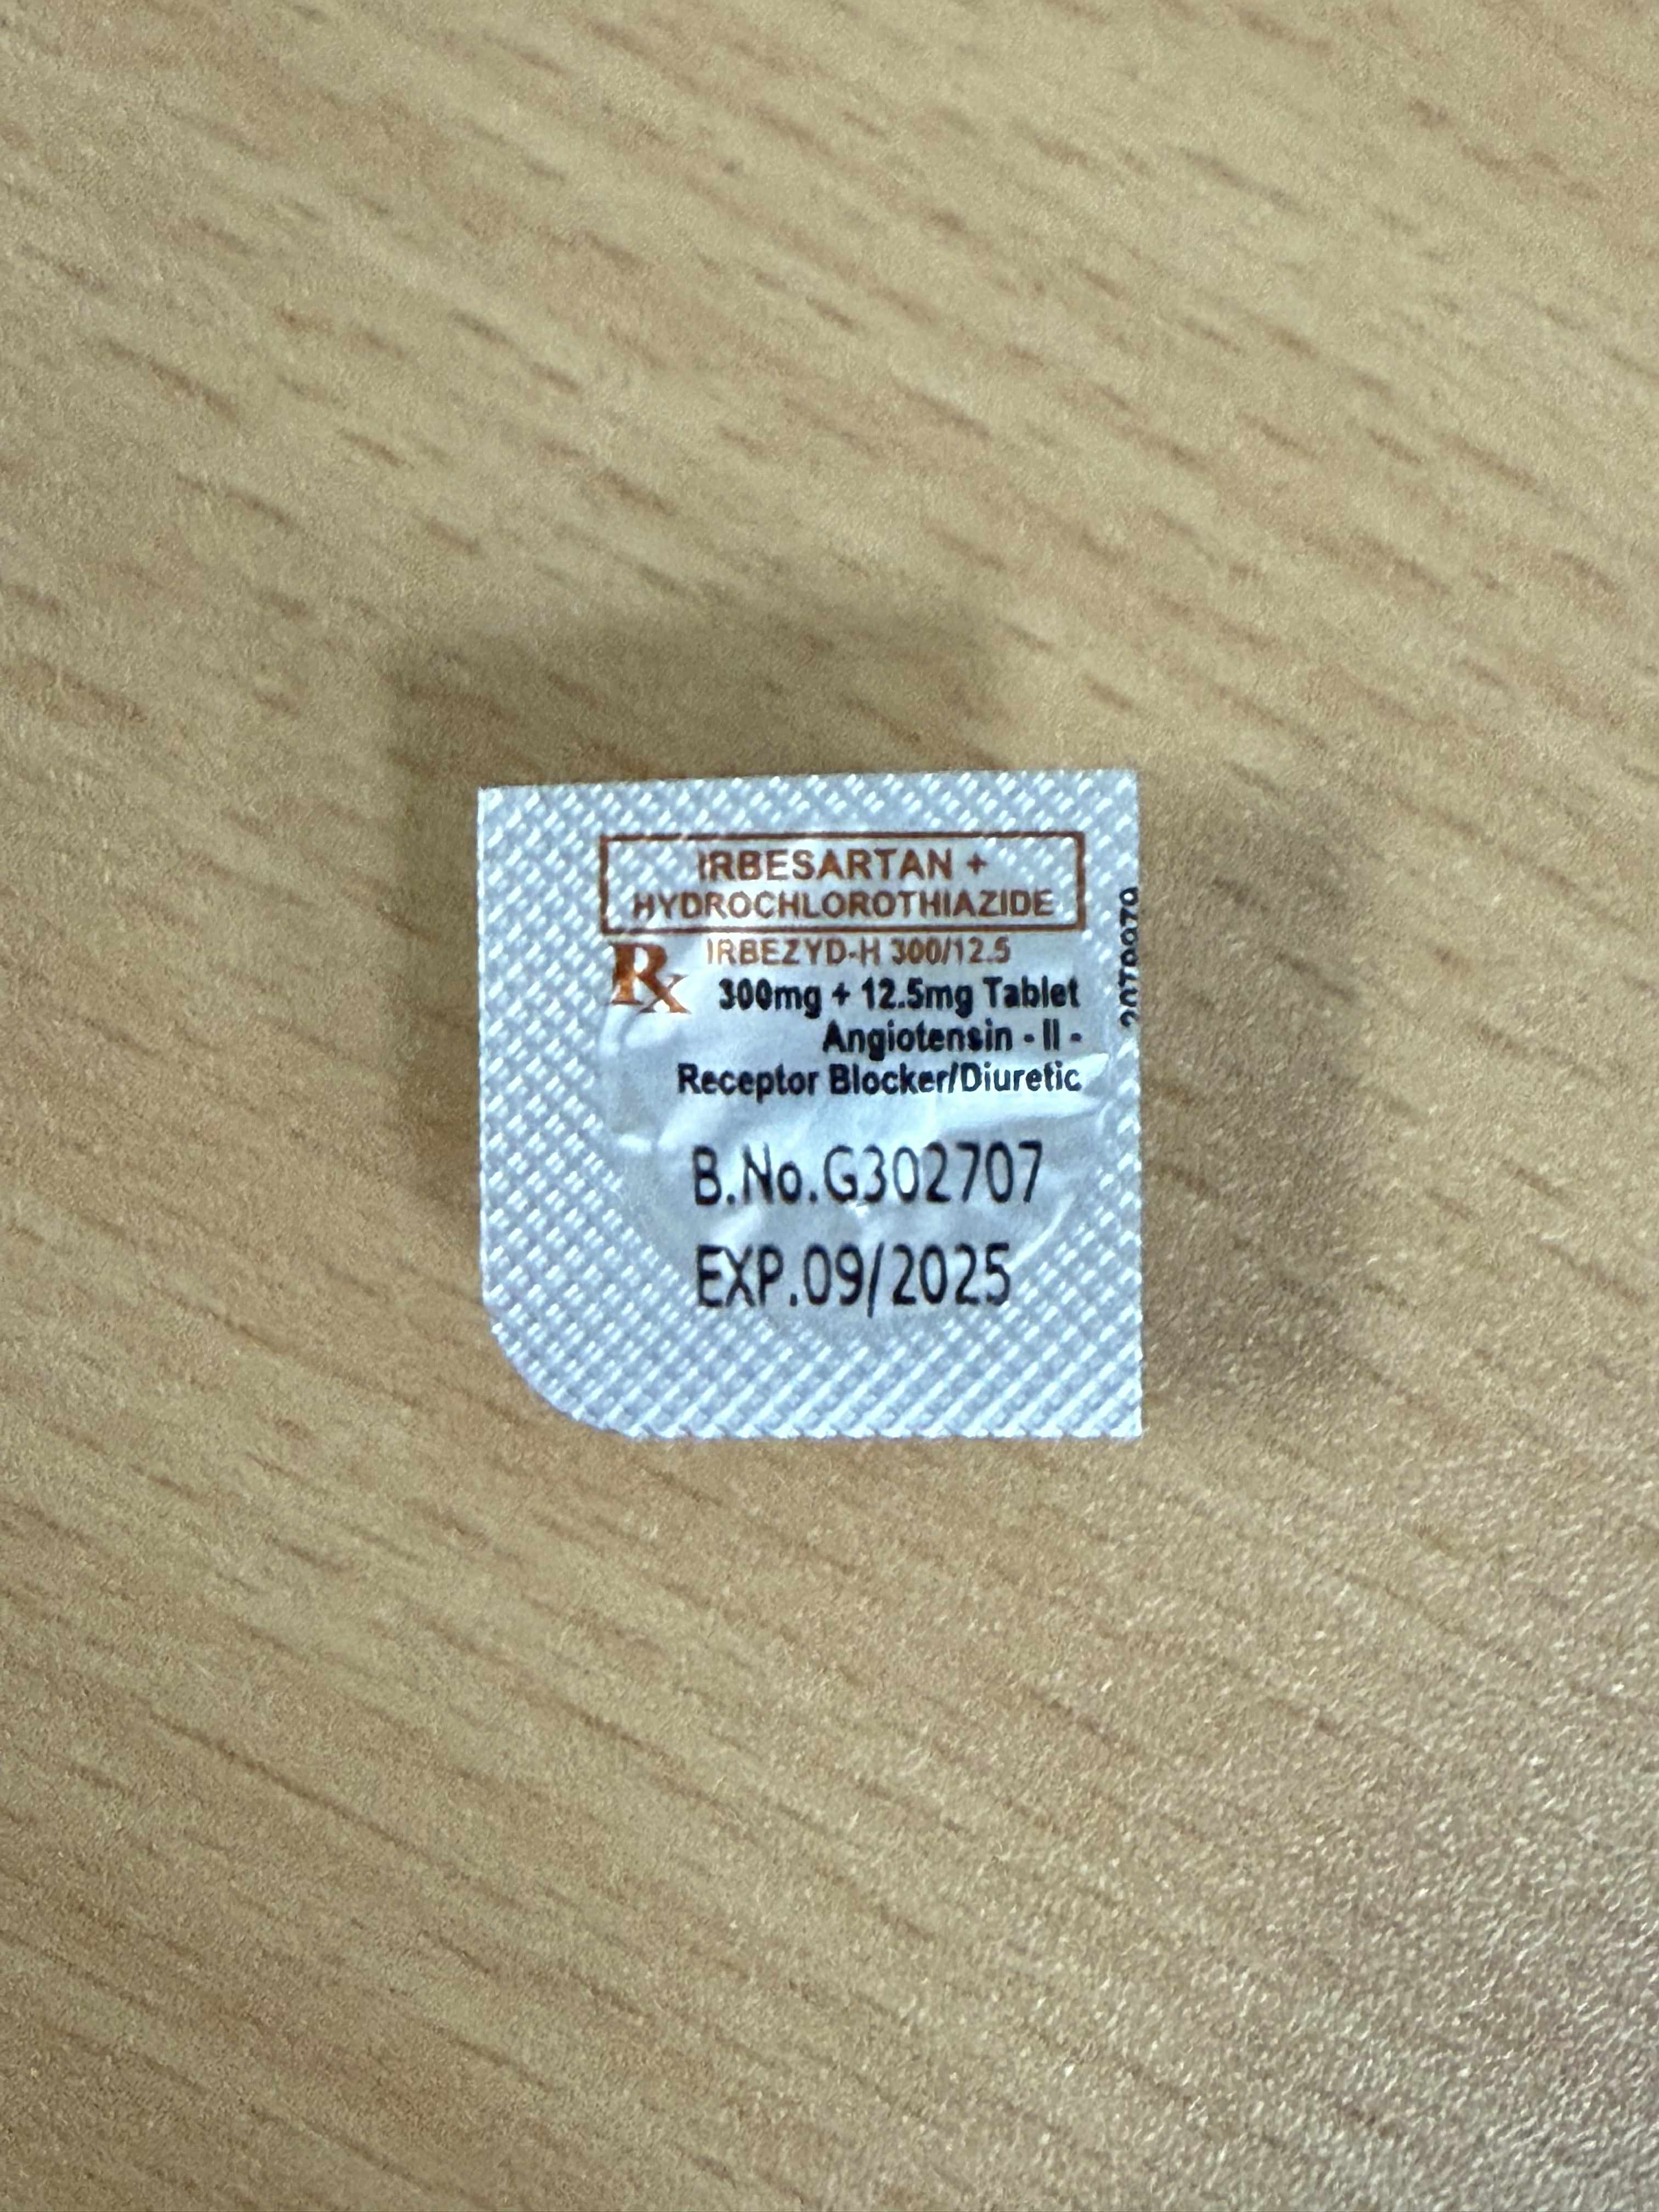 IRBESARTAN +
HYDROCHLOROTHIAZIDE
Rx IRBEZYD-H 300/12.5
300mg + 12.5mg Tablet
Angiotensin - II -
Receptor Blocker/Diuretic
B.No.G302707
EXP.09/2025